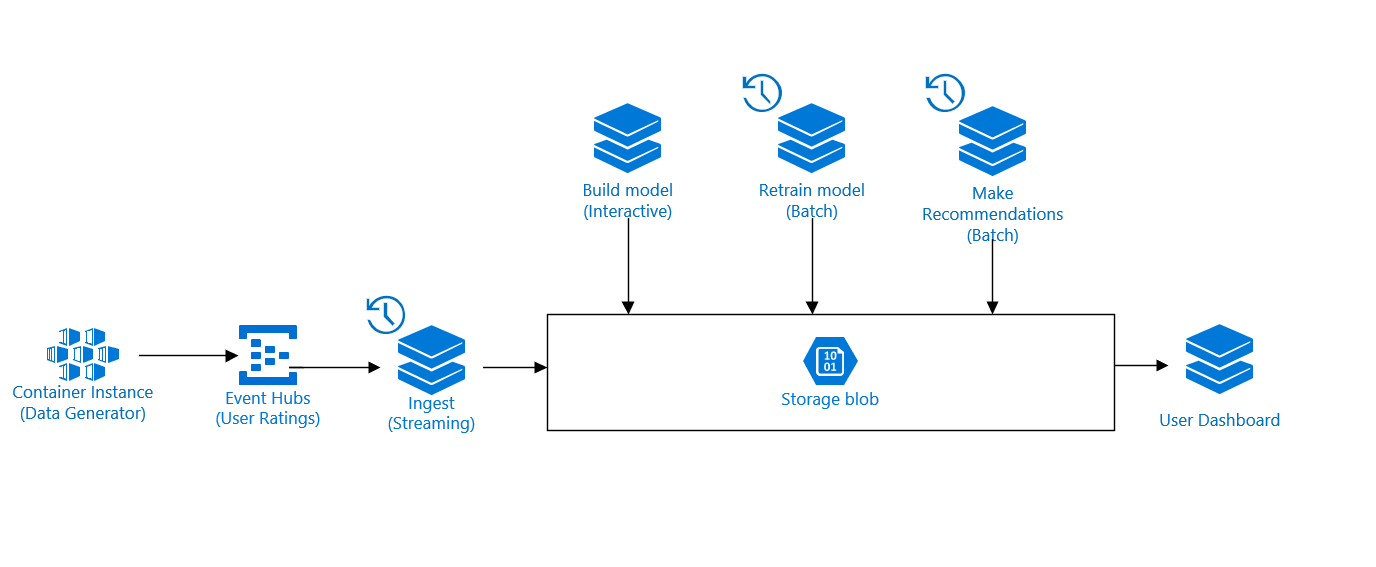 Build model
(Interactive)
Retrain model
(Batch)
Make
Recommendations
(Batch)
Container Instance
(Data Generator)
Event Hubs
(User Ratings)
Ingest
(Streaming)
10
01
Storage blob
User Dashboard